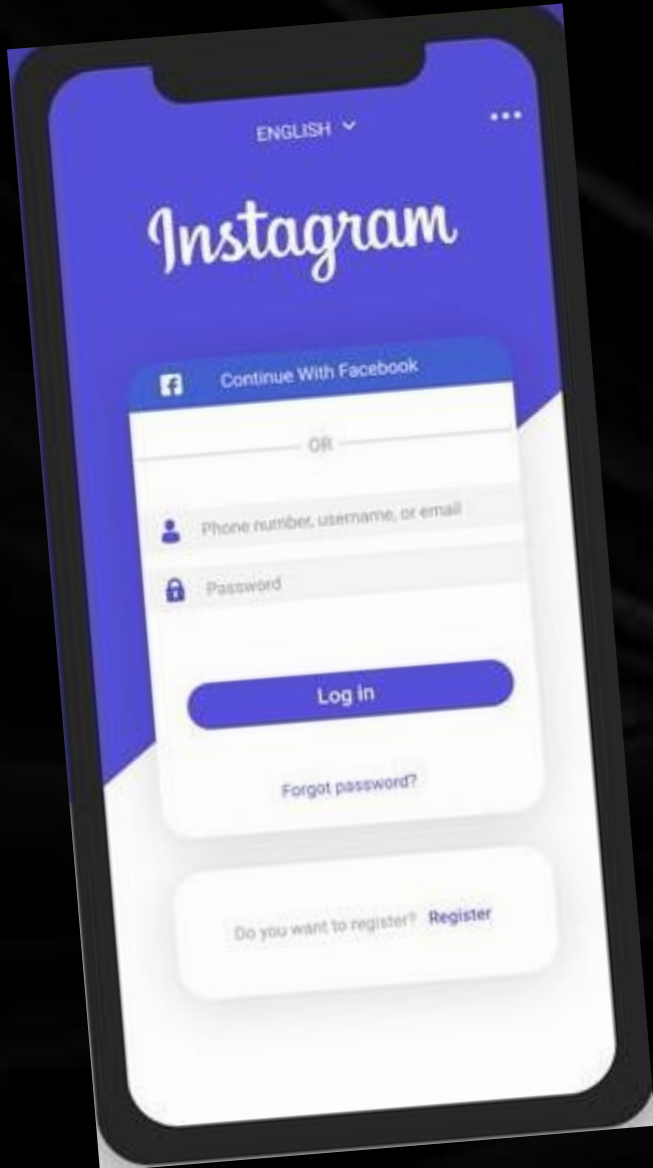 ENGLISH
Instagram
Continue With Facebook
OR
Phone number, username, or email
Password
Log in
Forgot password?
Do you want to register? Register